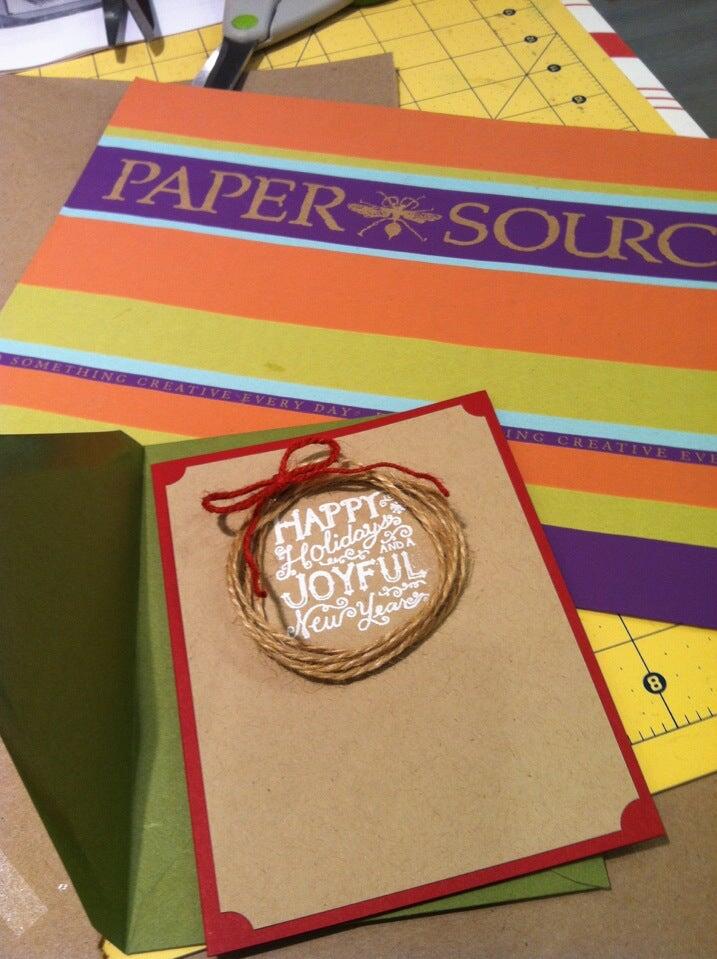 PAPER SOURC
SOMETHING CREATIVE EVERY DAY
ING CREATIVE EVE
HAPPY
Holidays
AND A
JOYFUL
New Year
8